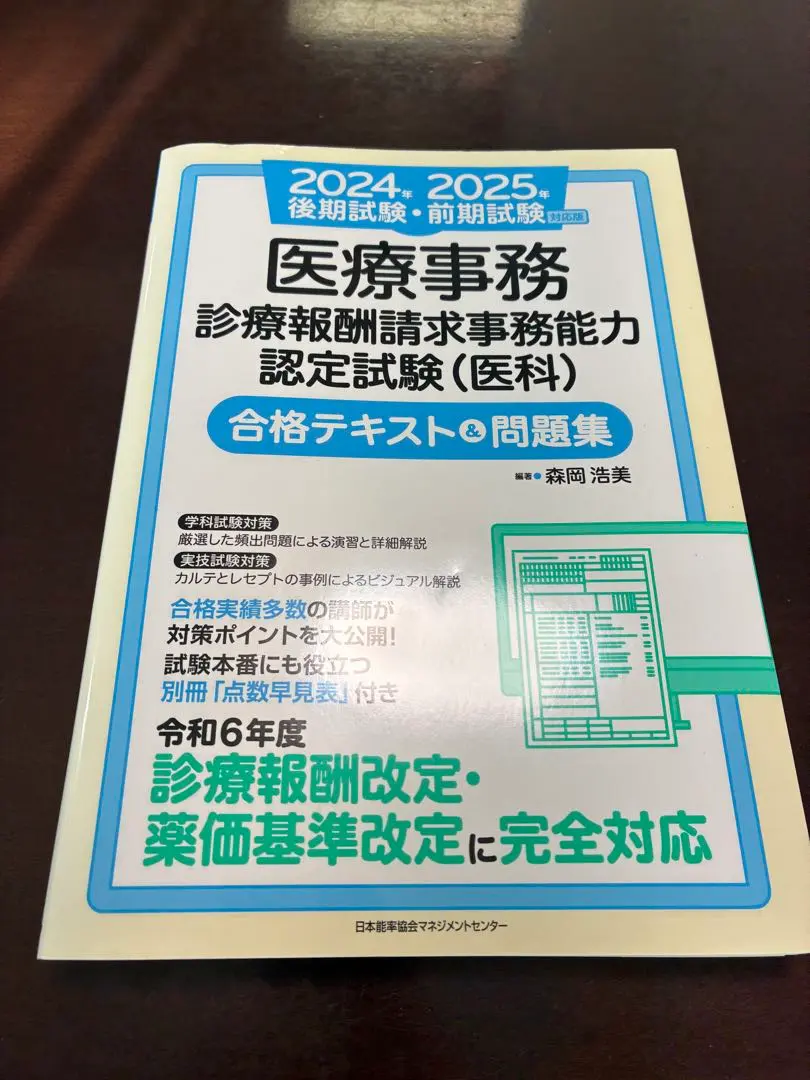 2024年 2025年
後期試験・前期試験 対応版
医療事務
診療報酬請求事務能力
認定試験(医科)
合格テキスト&問題集
編著●森岡 浩美
学科試験対策
厳選した頻出問題による演習と詳細解説
実技試験対策
カルテとレセプトの事例によるビジュアル解説
合格実績多数の講師が
対策ポイントを大公開!
試験本番にも役立つ
別冊「点数早見表」付き
令和6年度
診療報酬改定・
薬価基準改定に完全対応
日本能率協会マネジメントセンター